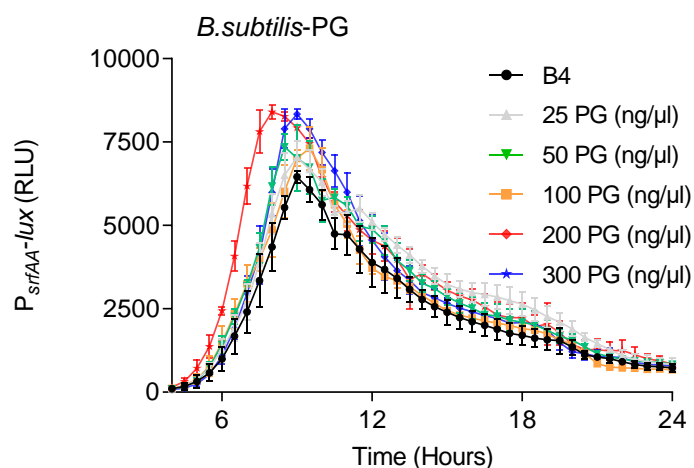 B.subtilis-PG
10000
7500
5000
2500
0
P_srfAA-lux (RLU)
6
12
18
24
Time (Hours)
B4
25 PG (ng/µl)
50 PG (ng/µl)
100 PG (ng/µl)
200 PG (ng/µl)
300 PG (ng/µl)